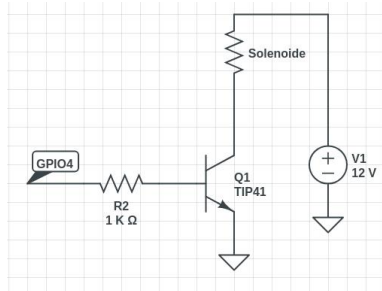 Solenoide
GPIO4
R2
1 K Ω
Q1
TIP41
V1
12 V